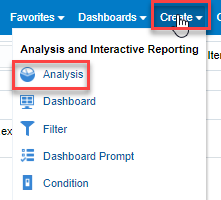 Favorites Dashboards Create
Analysis and Interactive Reporting
Analysis
Dashboard
Filter
Dashboard Prompt
Condition